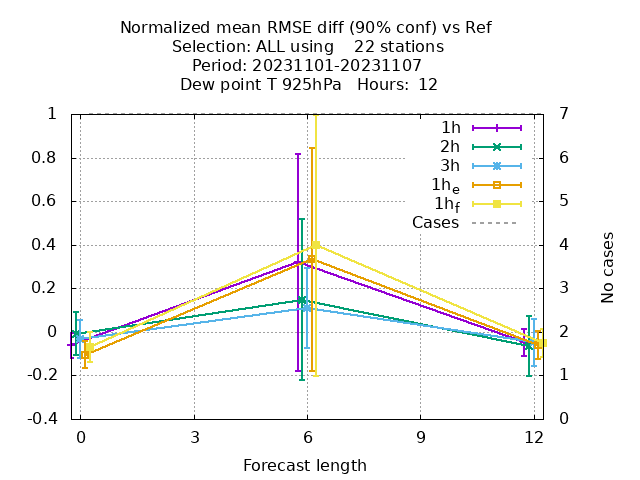 Normalized mean RMSE diff (90% conf) vs Ref
Selection: ALL using    22 stations
Period: 20231101-20231107
Dew point T 925hPa   Hours:  12
1
0.8
0.6
0.4
0.2
0
-0.2
-0.4
7
6
5
4
3
2
1
0
1h
2h
3h
1he
1hf
Cases
No cases
0
3
6
9
12
Forecast length